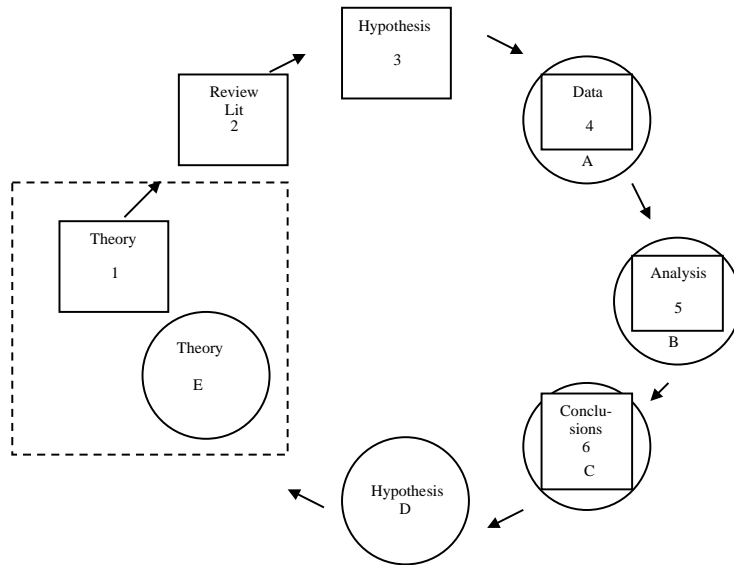 Hypothesis
3
Review
Lit
2
Data
4
A
Theory
1
Analysis
5
B
Theory
E
Conclu-
sions
6
C
Hypothesis
D